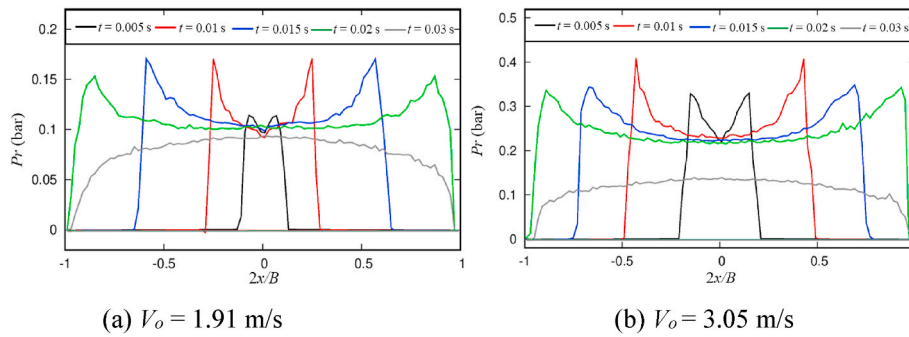 0.2
t = 0.005 s t = 0.01 s t = 0.015 s t = 0.02 s t = 0.03 s
0.15
0.1
0.05
0
Pr (bar)
-1 -0.5 0 0.5 1
2x/B
(a) Vo = 1.91 m/s
0.5
t = 0.005 s t = 0.01 s t = 0.015 s t = 0.02 s t = 0.03 s
0.4
0.3
0.2
0.1
0
Pr (bar)
-1 -0.5 0 0.5
2x/B
(b) Vo = 3.05 m/s